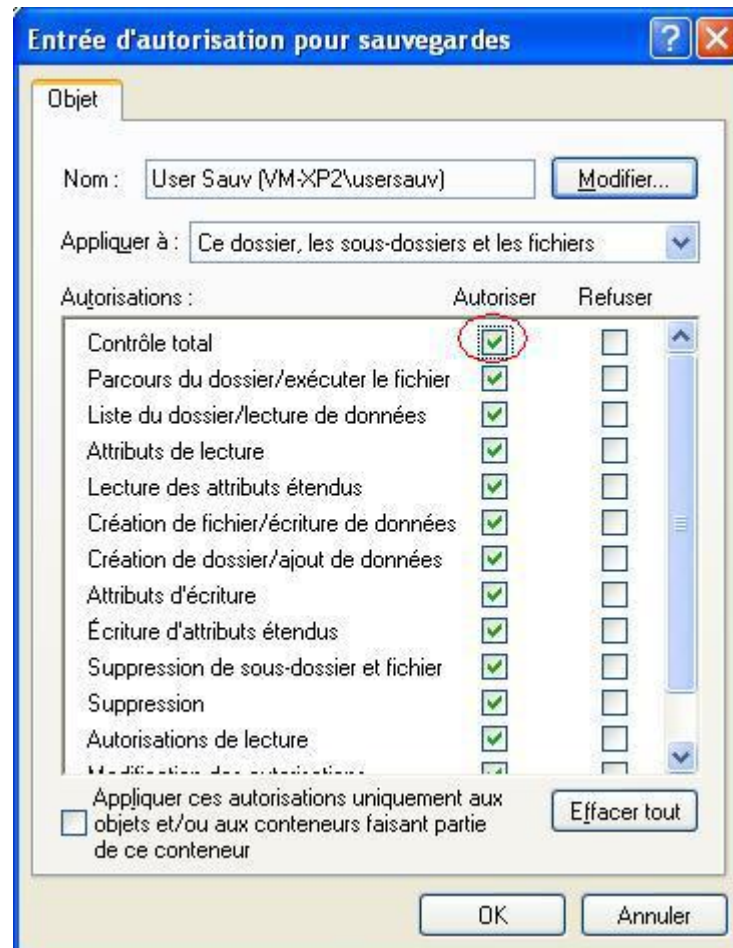 Entrée d'autorisation pour sauvegardes
Objet
Nom : User Sauv (VM-XP2\usersauv) Modifier...
Appliquer à : Ce dossier, les sous-dossiers et les fichiers
Autorisations : Autoriser Refuser
Contrôle total
Parcours du dossier/exécuter le fichier
Liste du dossier/lecture de données
Attributs de lecture
Lecture des attributs étendus
Création de fichier/écriture de données
Création de dossier/ajout de données
Attributs d'écriture
Écriture d'attributs étendus
Suppression de sous-dossier et fichier
Suppression
Autorisations de lecture
Modification des autorisations
Appliquer ces autorisations uniquement aux
objets et/ou aux conteneurs faisant partie
de ce conteneur
Effacer tout
OK Annuler